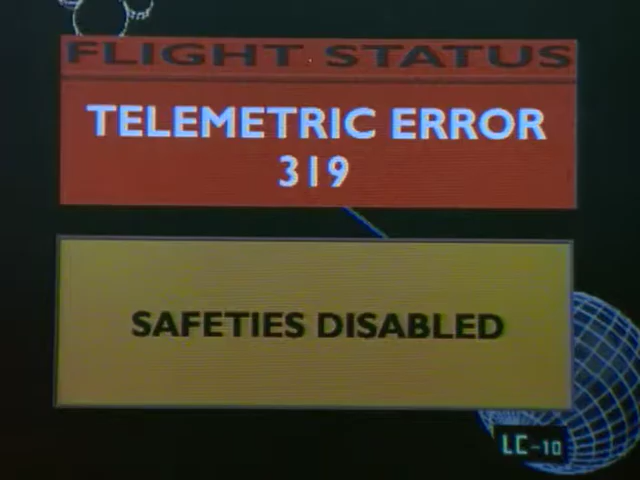 FLIGHT STATUS
TELEMETRIC ERROR
319
SAFETIES DISABLED
LC-10